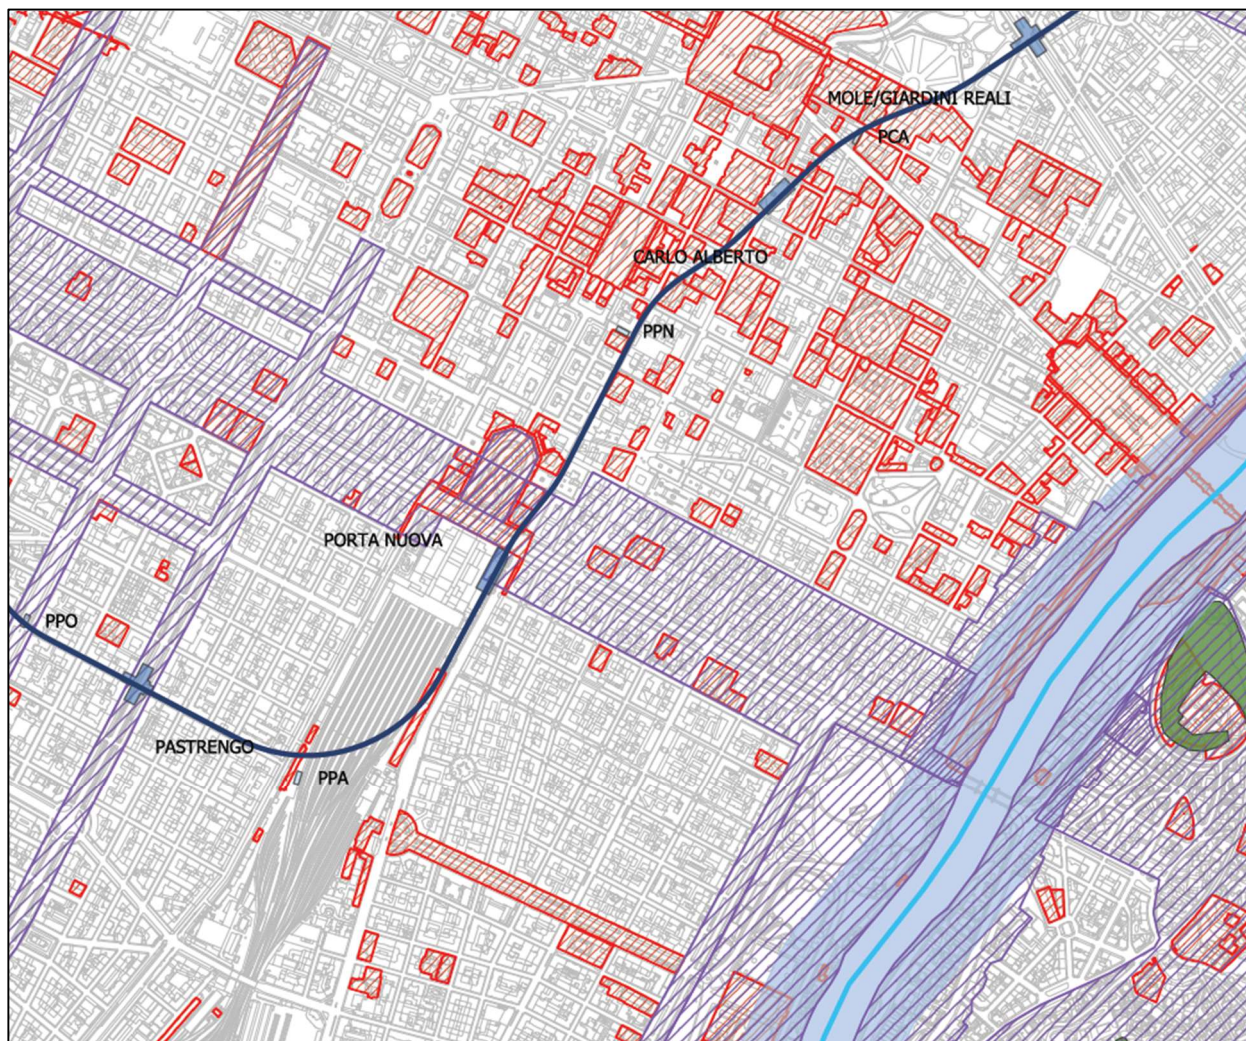 MOLE/GIARDINI REALI
PCA
CARLO ALBERTO
PPN
PORTA NUOVA
PPO
PASTRENGO
PPA